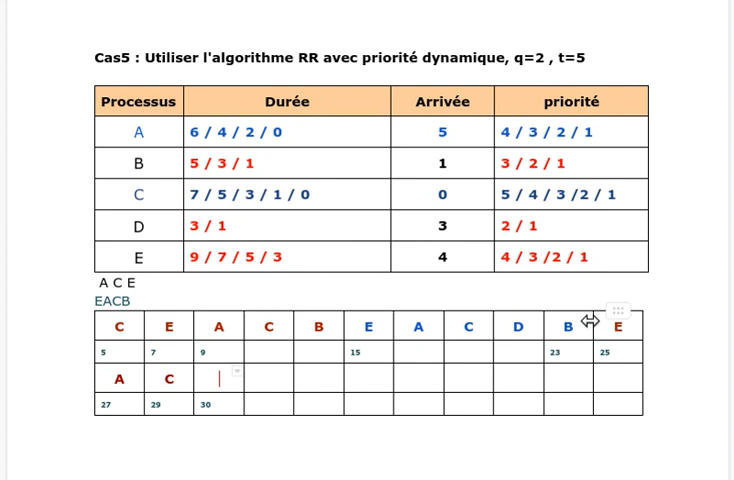 Cas5 : Utiliser l'algorithme RR avec priorité dynamique, q=2 , t=5
Processus Durée Arrivée priorité
A 6 / 4 / 2 / 0 5 4 / 3 / 2 / 1
B 5 / 3 / 1 1 3 / 2 / 1
C 7 / 5 / 3 / 1 / 0 0 5 / 4 / 3 /2 / 1
D 3 / 1 3 2 / 1
E 9 / 7 / 5 / 3 4 4 / 3 /2 / 1
A C E
EACB
C E A C B E A C D B E
5 7 9 15 23 25
A C
27 29 30